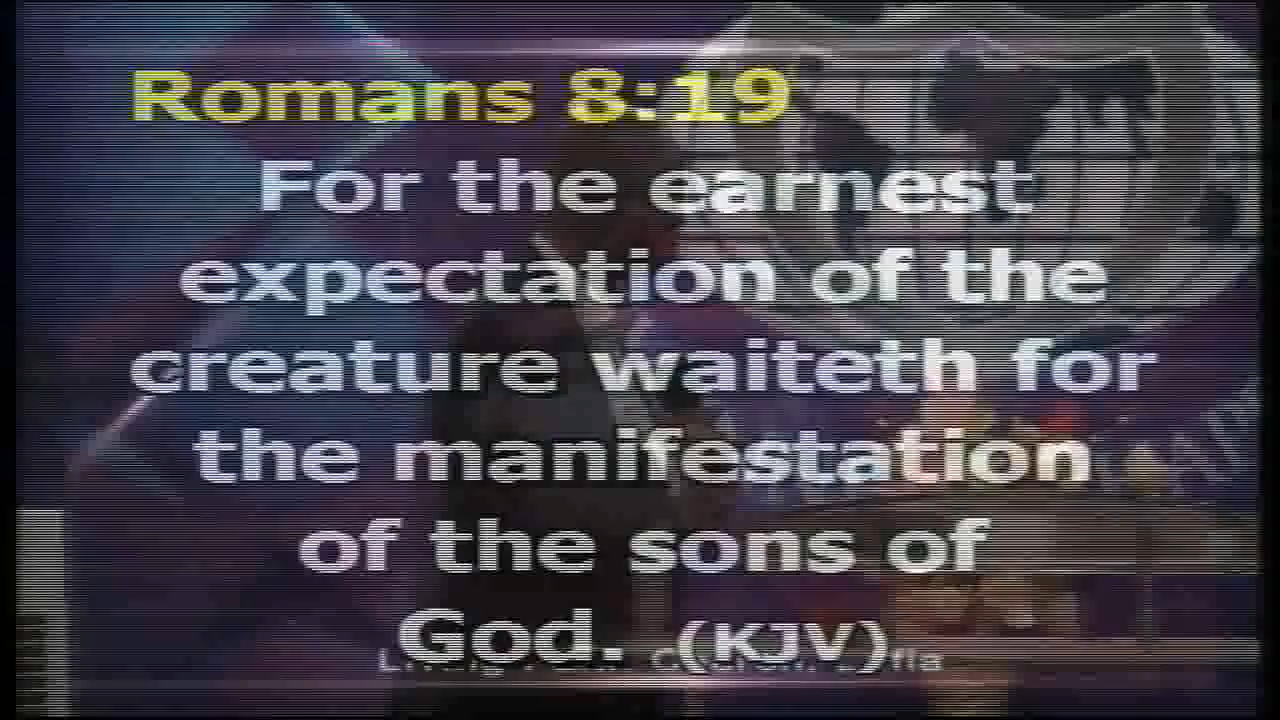 Romans 8:19
For the earnest
expectation of the
creature waiteth for
the manifestation
of the sons of
God. (KJV)